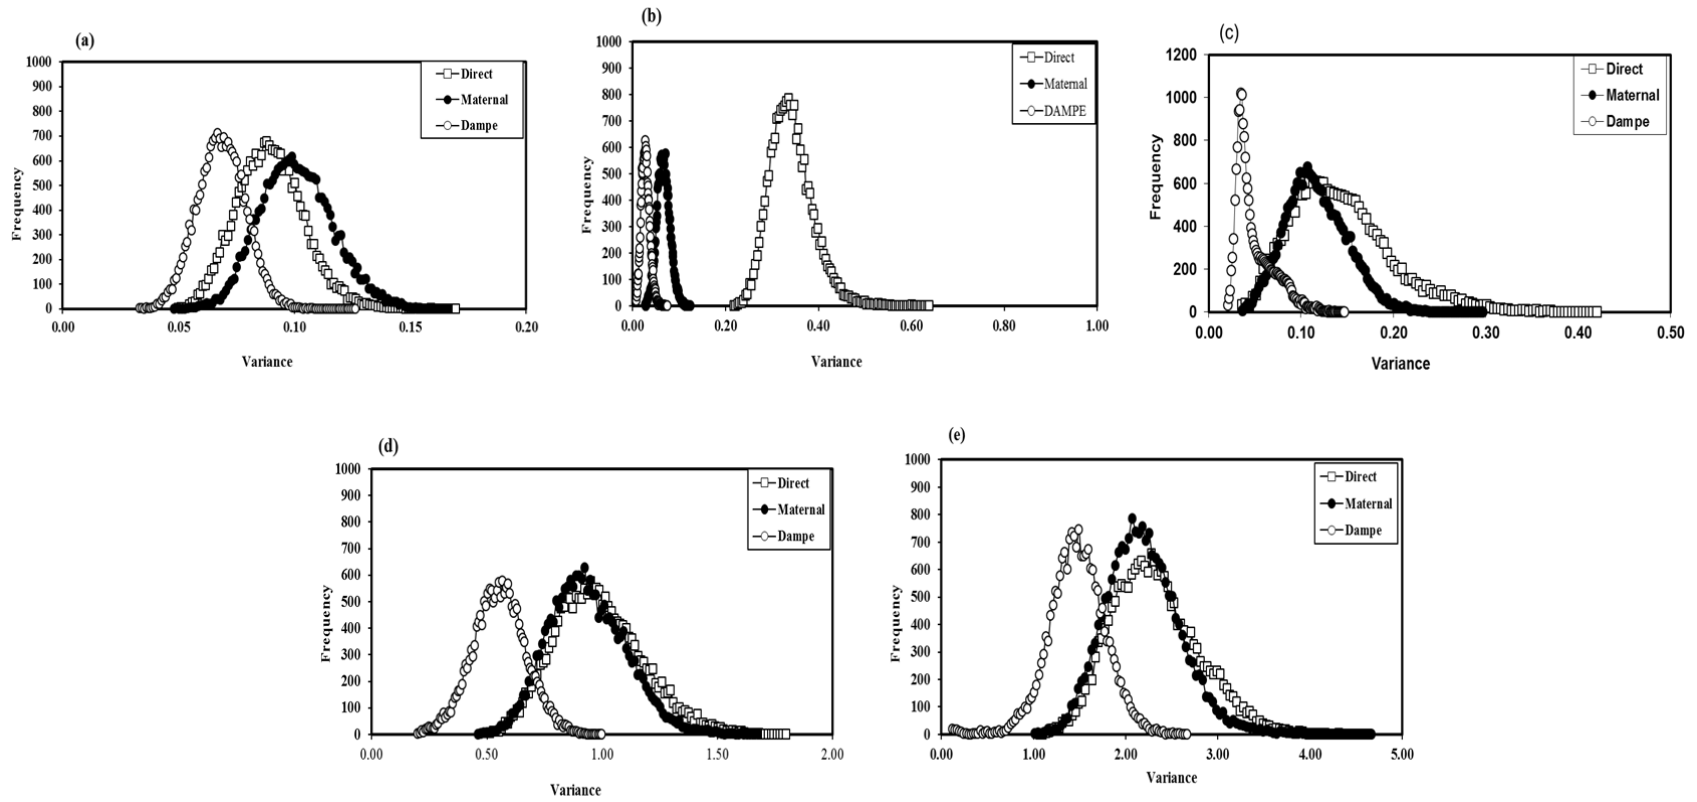 (a)
1000
900
800
700
600
500
400
300
200
100
0
Frequency
0.00 0.05 0.10 0.15 0.20
Variance
Direct
Maternal
Dampe
(b)
1000
900
800
700
600
500
400
300
200
100
0
Frequency
0.00 0.20 0.40 0.60 0.80 1.00
Variance
Direct
Maternal
DAMPE
(c)
1200
1000
800
600
400
200
0
Frequency
0.00 0.10 0.20 0.30 0.40 0.50
Variance
Direct
Maternal
Dampe
(d)
1000
900
800
700
600
500
400
300
200
100
0
Frequency
0.00 0.50 1.00 1.50 2.00
Variance
Direct
Maternal
Dampe
(e)
1000
900
800
700
600
500
400
300
200
100
0
Frequency
0.00 1.00 2.00 3.00 4.00 5.00
Variance
Direct
Maternal
Dampe